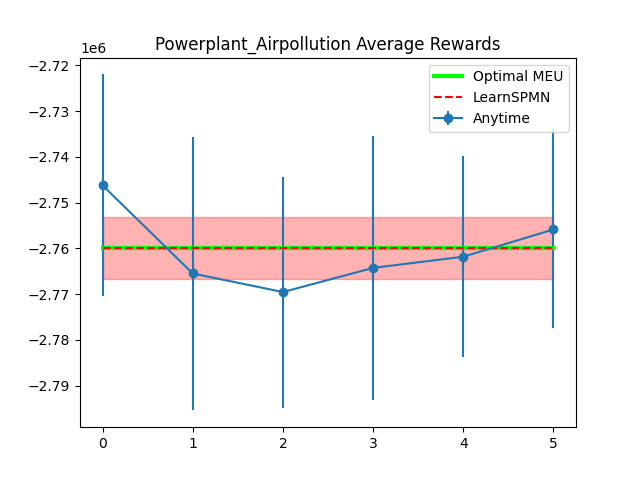 Powerplant_Airpollution Average Rewards
1e6
−2.72
−2.73
−2.74
−2.75
−2.76
−2.77
−2.78
−2.79
Optimal MEU
LearnSPMN
Anytime
0 1 2 3 4 5